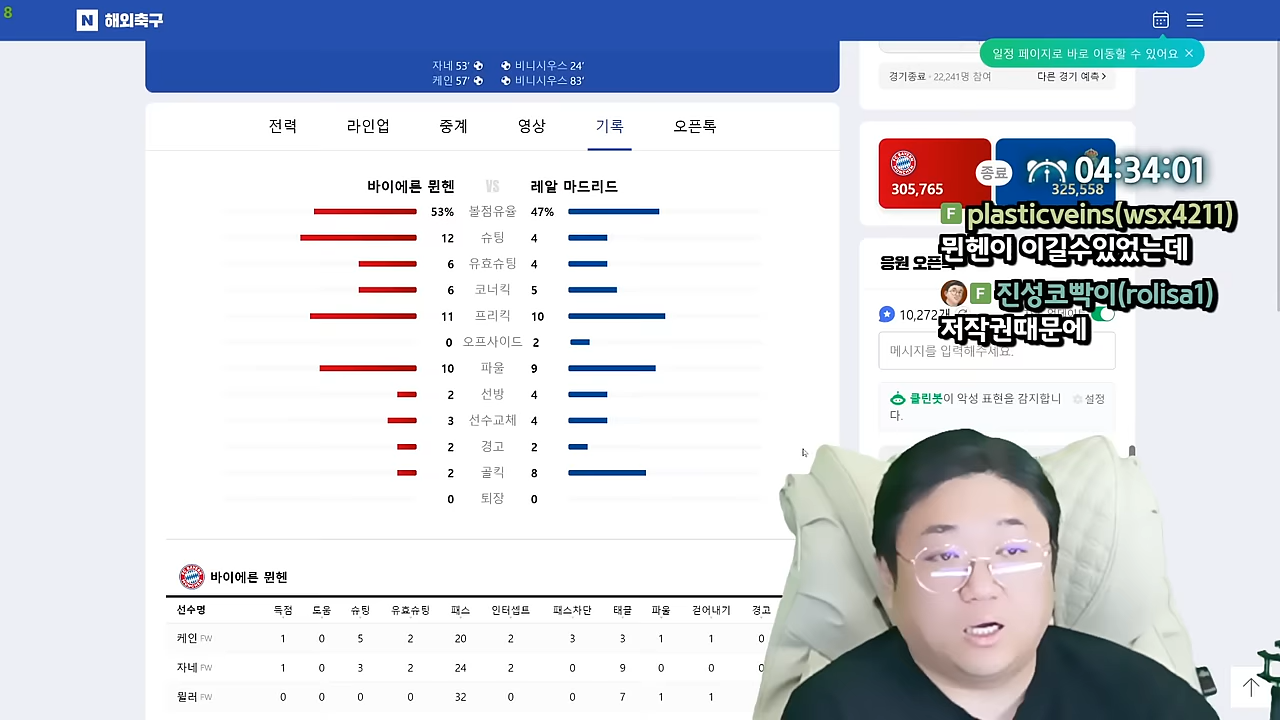 8
N 해외축구
일정 페이지로 바로 이동할 수 있어요 ×
자네 53′ 비니시우스 24′
케인 57′ 비니시우스 83′
경기종료 · 22,241명 참여 다른 경기 예측
전력 라인업 중계 영상 기록 오픈톡
바이에른 뮌헨 VS 레알 마드리드
53% 볼점유율 47%
12 슈팅 4
6 유효슈팅 4
6 코너킥 5
11 프리킥 10
0 오프사이드 2
10 파울 9
2 선방 4
3 선수교체 4
2 경고 2
2 골킥 8
0 퇴장 0
305,765 종료 325,558
04:34:01
F plasticveins(wsx4211)
뮌헨이 이길수있었는데
응원 오픈톡
F 진성코빡이(rolisa1)
저작권때문에
10,272개
메시지를 입력해주세요.
클린봇이 악성 표현을 감지합니다. 설정
바이에른 뮌헨
선수명 득점 도움 슈팅 유효슈팅 패스 인터셉트 패스차단 태클 파울 걷어내기 경고
케인 FW 1 0 5 2 20 2 3 3 1 1 0
자네 FW 1 0 3 2 24 2 0 9 0 0 0
뮐러 FW 0 0 0 0 32 0 0 7 1 1